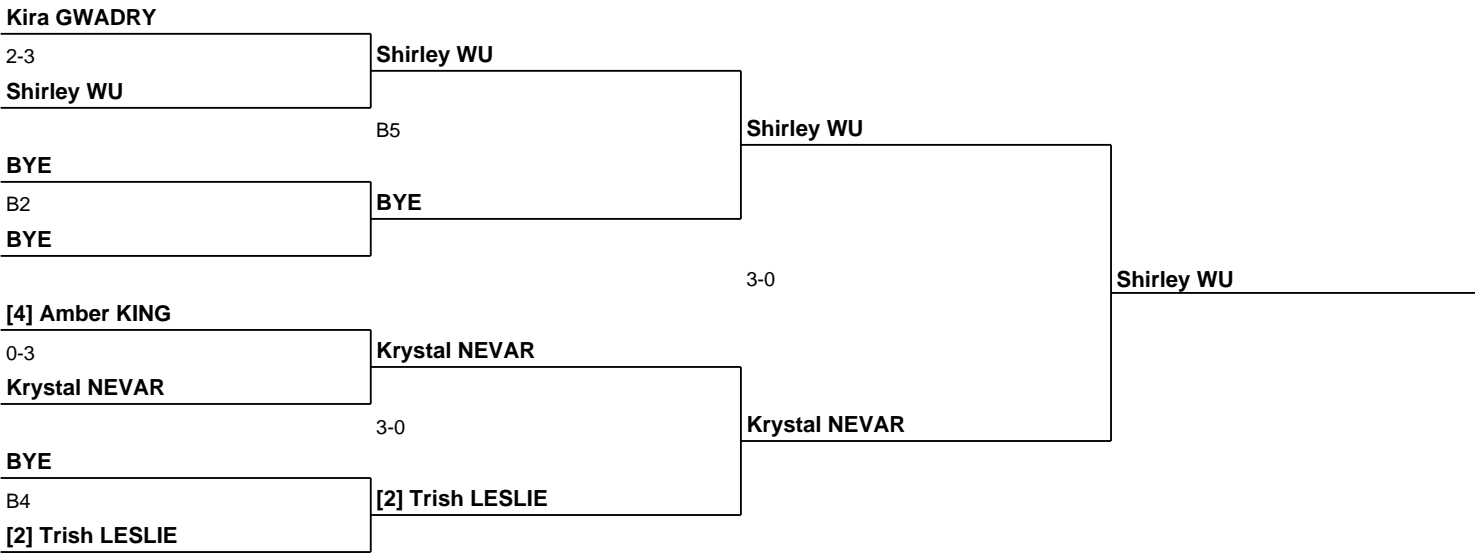 Kira GWADRY
2-3
Shirley WU
Shirley WU
B5
Shirley WU
BYE
B2
BYE
BYE
3-0
Shirley WU
[4] Amber KING
0-3
Krystal NEVAR
Krystal NEVAR
3-0
Krystal NEVAR
BYE
B4
[2] Trish LESLIE
[2] Trish LESLIE